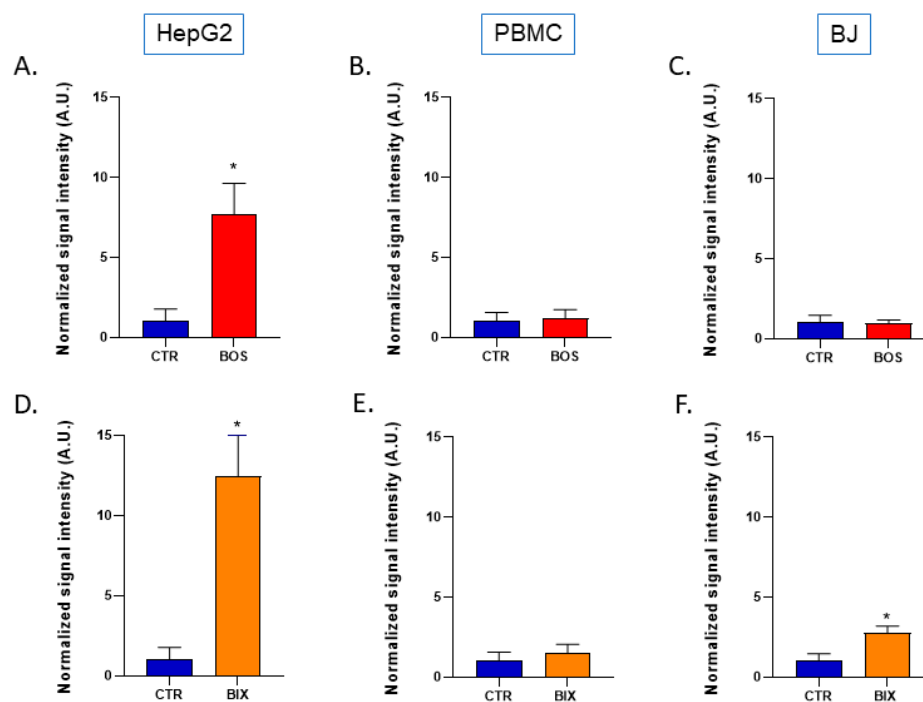 HepG2
PBMC
BJ
A.
B.
C.
Normalized signal intensity (A.U.)
15
10
5
0
*
CTR
BOS
Normalized signal intensity (A.U.)
15
10
5
0
CTR
BOS
Normalized signal intensity (A.U.)
15
10
5
0
CTR
BOS
D.
E.
F.
Normalized signal intensity (A.U.)
15
10
5
0
*
CTR
BIX
Normalized signal intensity (A.U.)
15
10
5
0
CTR
BIX
Normalized signal intensity (A.U.)
15
10
5
0
*
CTR
BIX